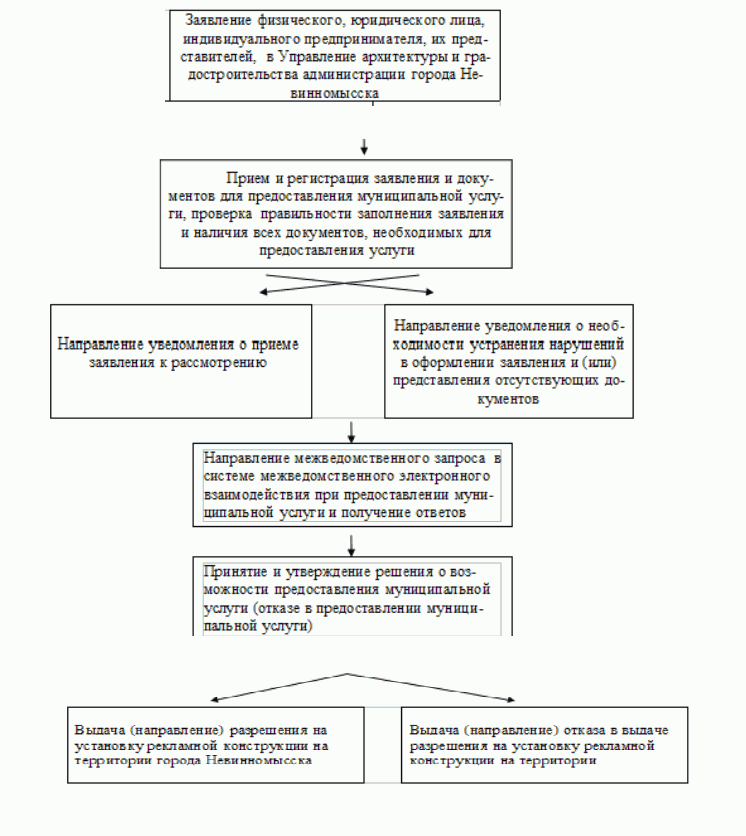 Заявление физического, юридического лица,
индивидуального предпринимателя, их пред-
ставителей, в Управление архитектуры и гра-
достроительства администрации города Не-
винномысска
Прием и регистрация заявления и доку-
ментов для предоставления муниципальной услу-
ги, проверка правильности заполнения заявления
и наличия всех документов, необходимых для
предоставления услуги
Направление уведомления о приеме
заявления к рассмотрению
Направление уведомления о необ-
ходимости устранения нарушений
в оформлении заявления и (или)
представления отсутствующих до-
кументов
Направление межведомственного запроса в
системе межведомственного электронного
взаимодействия при предоставлении муни-
ципальной услуги и получение ответов
Принятие и утверждение решения о воз-
можности предоставления муниципальной
услуги (отказе в предоставлении муници-
пальной услуги)
Выдача (направление) разрешения на
установку рекламной конструкции на
территории города Невинномысска
Выдача (направление) отказа в выдаче
разрешения на установку рекламной
конструкции на территории